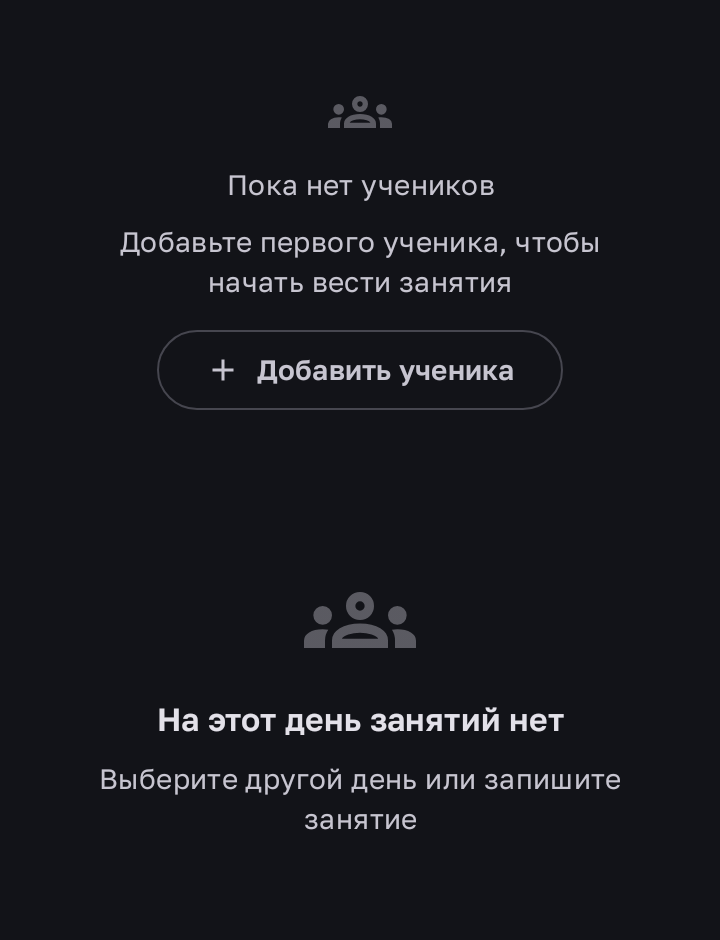 Пока нет учеников
Добавьте первого ученика, чтобы
начать вести занятия
Добавить ученика
На этот день занятий нет
Выберите другой день или запишите
занятие